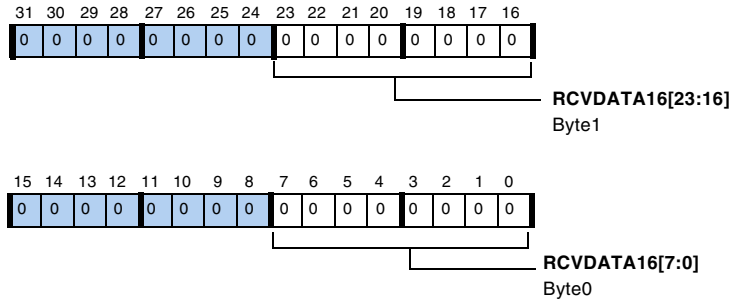 31 30 29 28 27 26 25 24 23 22 21 20 19 18 17 16
0 0 0 0 0 0 0 0 0 0 0 0 0 0 0 0
RCVDATA16[23:16]
Byte1
15 14 13 12 11 10 9 8 7 6 5 4 3 2 1 0
0 0 0 0 0 0 0 0 0 0 0 0 0 0 0 0
RCVDATA16[7:0]
Byte0